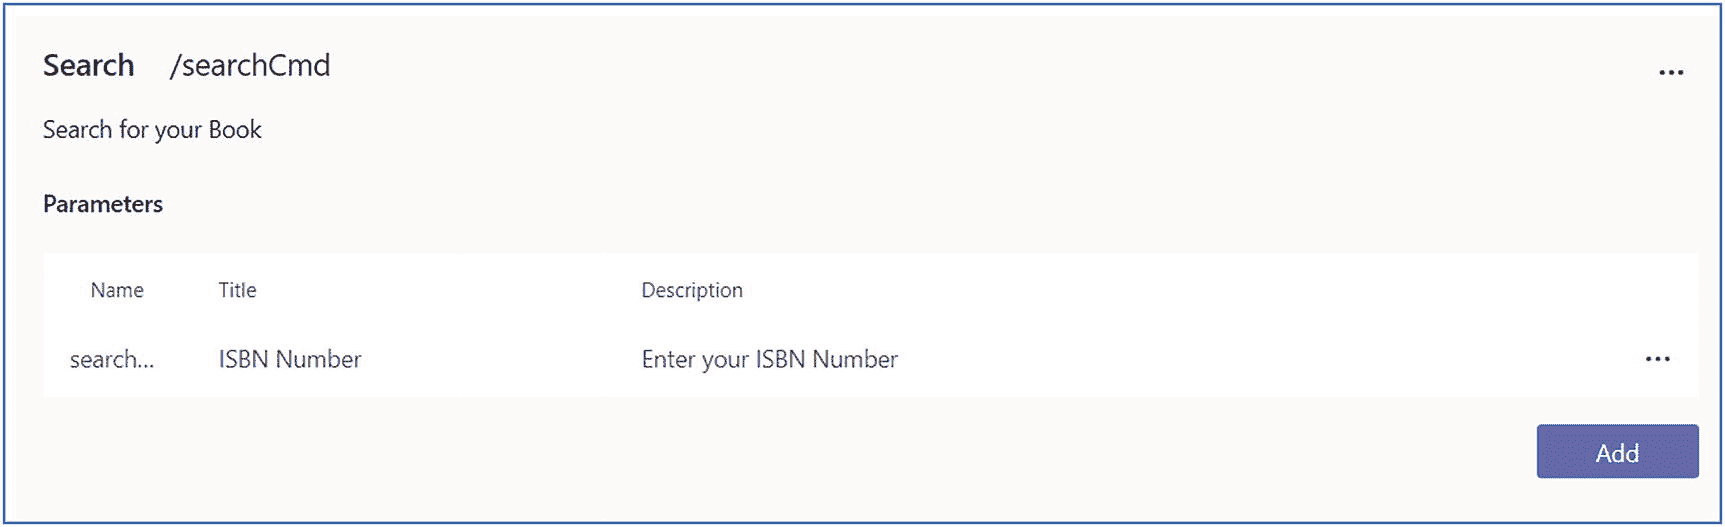 Search /searchCmd
...
Search for your Book
Parameters
Name Title Description
search... ISBN Number Enter your ISBN Number
...
Add